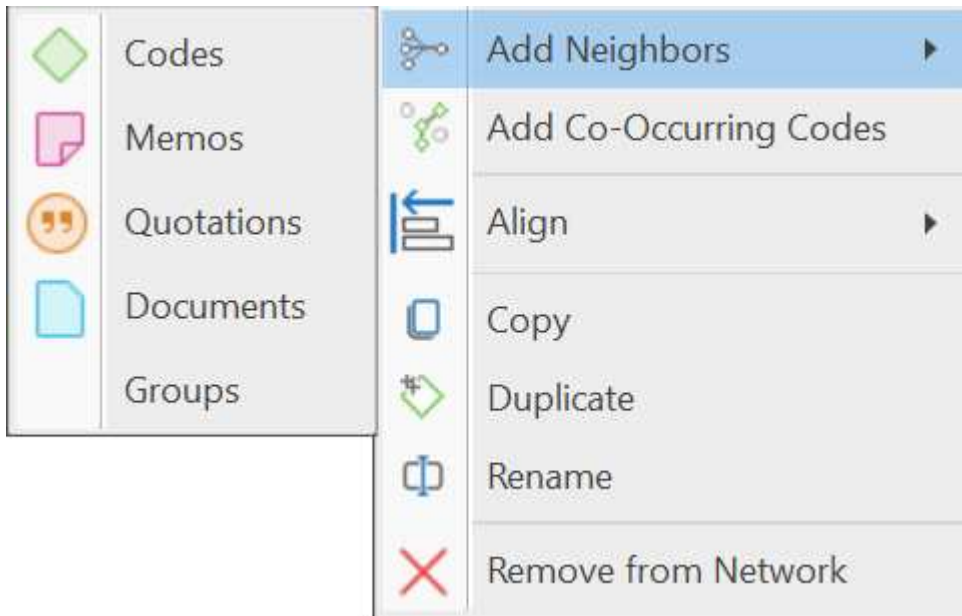 Codes
Memos
Quotations
Documents
Groups
Add Neighbors
Add Co-Occurring Codes
Align
Copy
Duplicate
Rename
Remove from Network